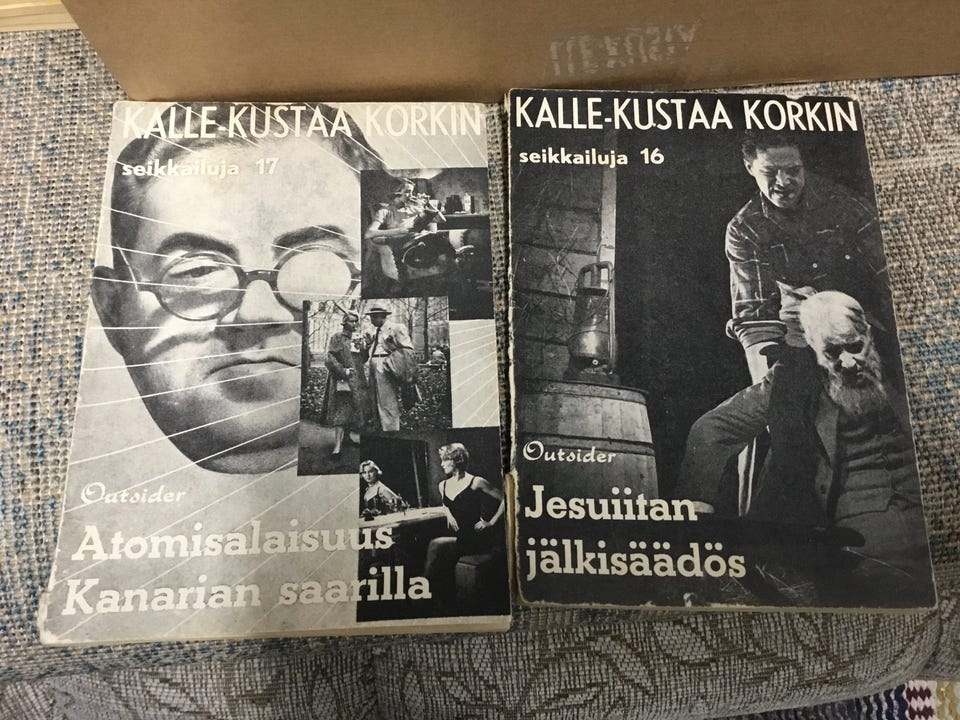 KALLE-KUSTAA KORKIN
seikkailuja 17
Outsider
Atomisalaisuus
Kanarian saarilla
KALLE-KUSTAA KORKIN
seikkailuja 16
Outsider
Jesuiitan
jälkisäädös